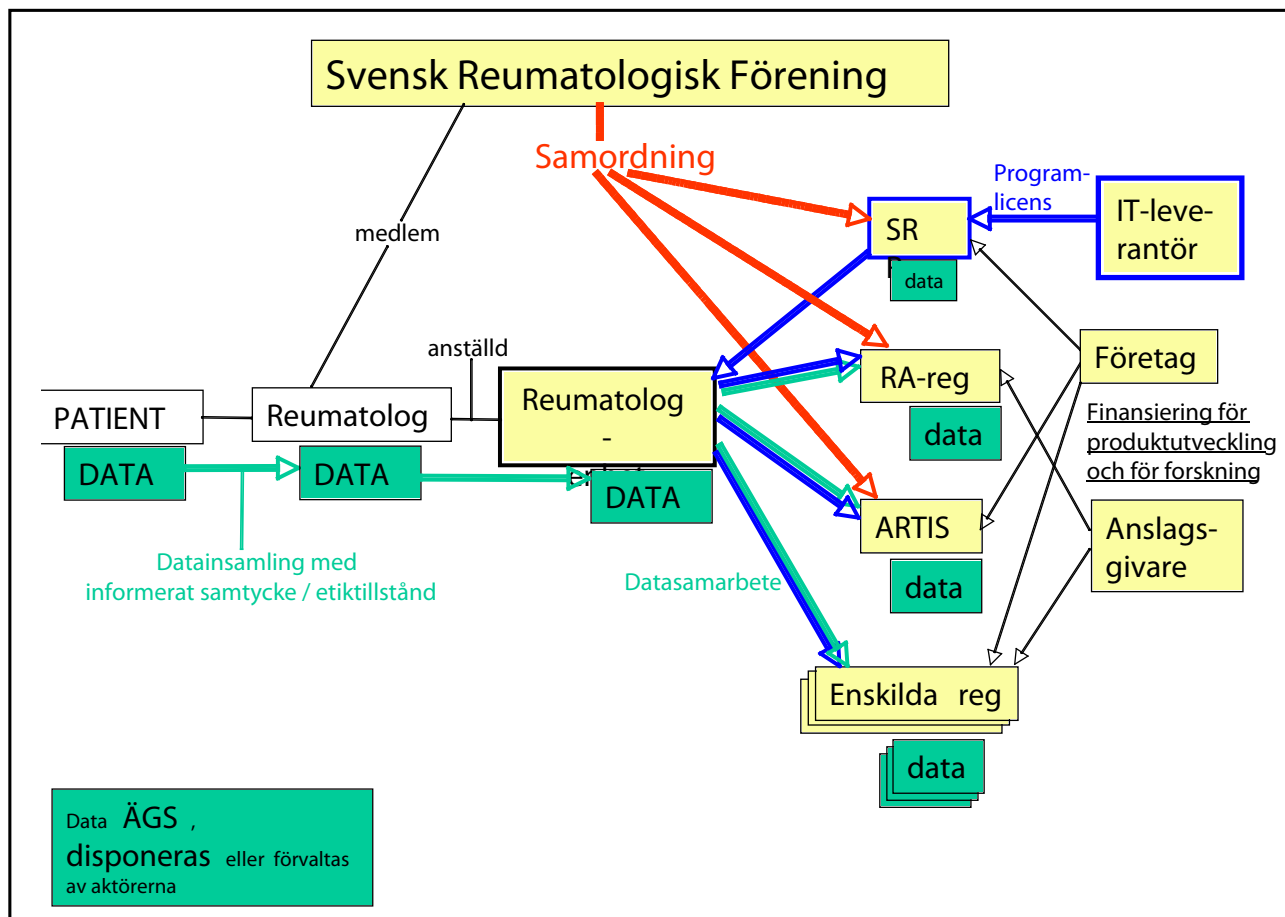 Svensk Reumatologisk Förening
Samordning
Program-
licens
IT-leve-
rantör
SR
data
medlem
anställd
Företag
RA-reg
data
PATIENT
Reumatolog
Reumatolog
-
DATA
DATA
DATA
Finansiering för
produktutveckling
och för forskning
ARTIS
data
Anslags-
givare
Datainsamling med
informerat samtycke / etiktillstånd
Datasamarbete
Enskilda reg
data
Data ÄGS ,
disponeras eller förvaltas
av aktörerna